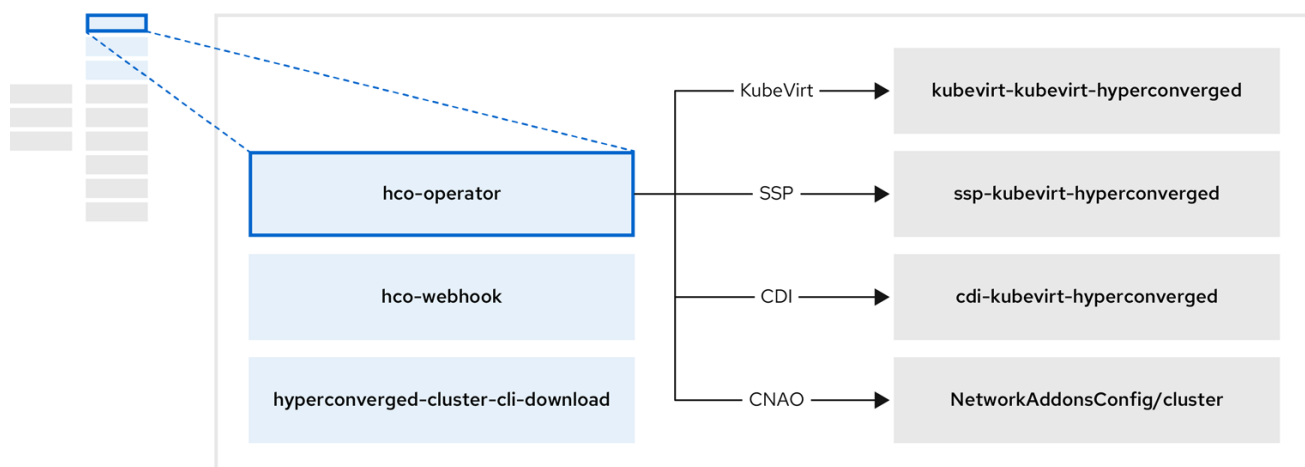 KubeVirt
kubevirt-kubevirt-hyperconverged
hco-operator
SSP
ssp-kubevirt-hyperconverged
hco-webhook
CDI
cdi-kubevirt-hyperconverged
hyperconverged-cluster-cli-download
CNAO
NetworkAddonsConfig/cluster